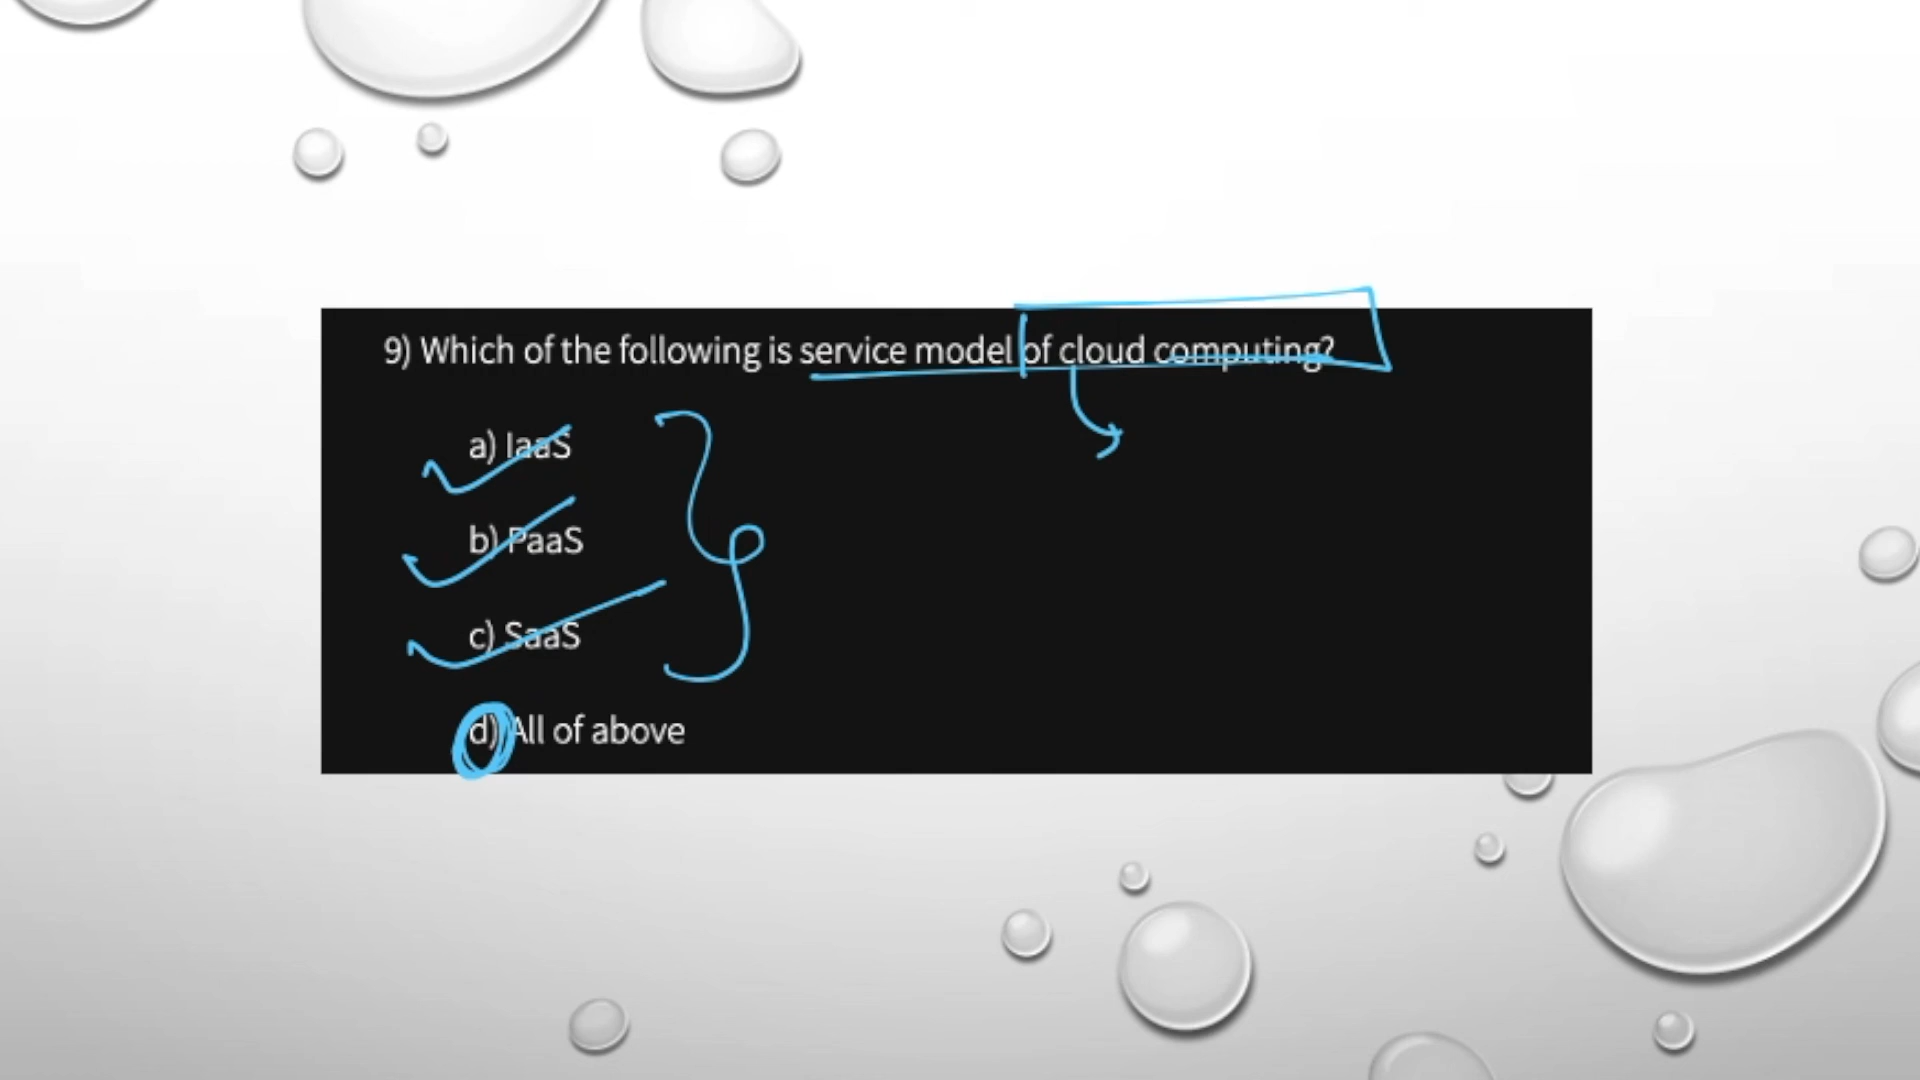 9) Which of the following is service model of cloud computing?
a) IaaS
b) PaaS
c) SaaS
d) All of above